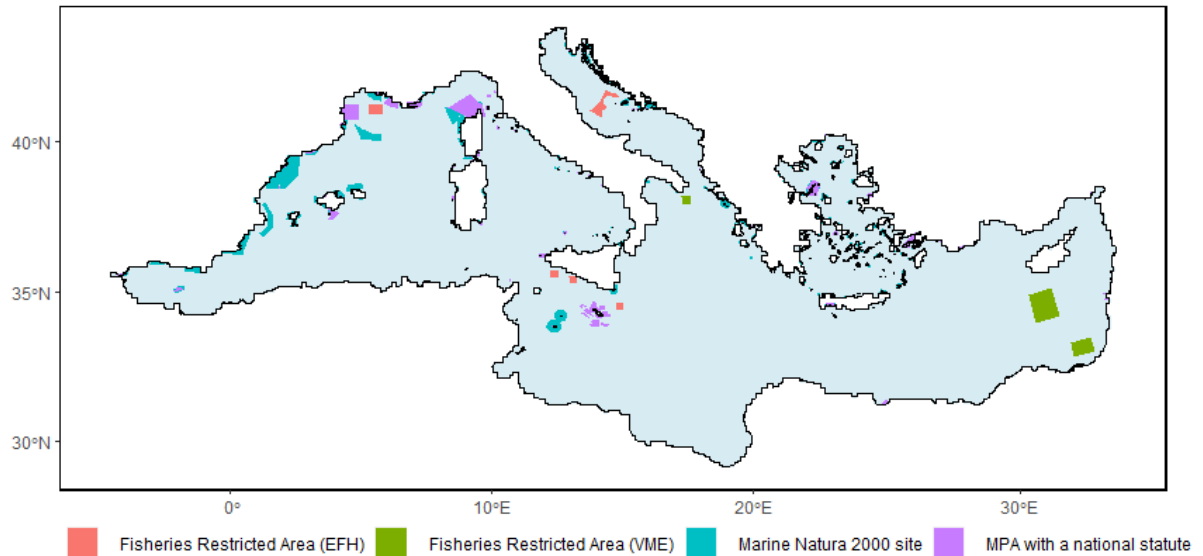 40°N
35°N
30°N
0°
10°E
20°E
30°E
Fisheries Restricted Area (EFH)
Fisheries Restricted Area (VME)
Marine Natura 2000 site
MPA with a national statute